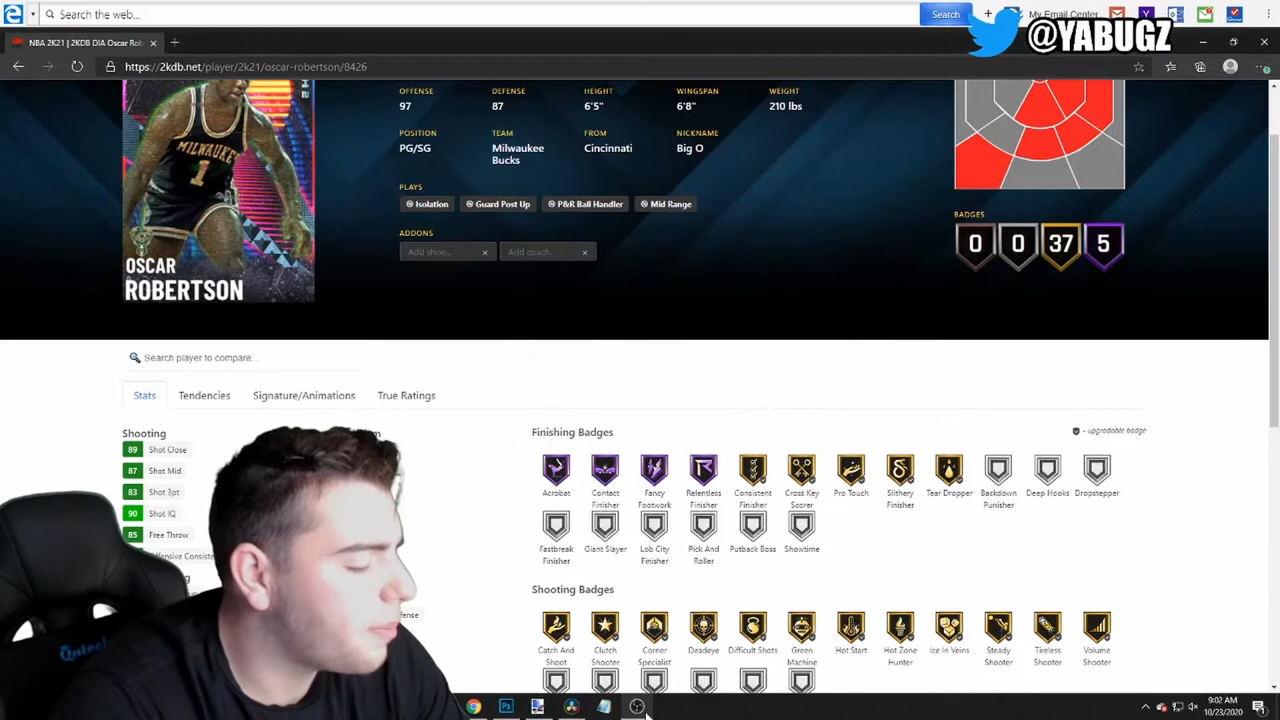 Search the web...
Search
My Email Center
@YABUGZ
NBA 2K21 | 2KDB DIA Oscar Rob
https://2kdb.net/player/2k21/oscar-robertson/8426
OFFENSE DEFENSE HEIGHT WINGSPAN WEIGHT
97 87 6'5" 6'8" 210 lbs
POSITION TEAM FROM NICKNAME
PG/SG Milwaukee Bucks Cincinnati Big O
PLAYS
Isolation Guard Post Up P&R Ball Handler Mid Range
ADDONS
Add shoe... × Add coach... ×
MILWAUKEE
1
OSCAR
ROBERTSON
BADGES
0 0 37 5
Search player to compare...
Stats Tendencies Signature/Animations True Ratings
Shooting
89 Shot Close
87 Shot Mid
83 Shot 3pt
90 Shot IQ
85 Free Throw
Offensive Consiste
Finishing Badges
- upgradable badge
Acrobat Contact Finisher Fancy Footwork Relentless Finisher Consistent Finisher Cross Key Scorer Pro Touch Slithery Finisher Tear Dropper Backdown Punisher Deep Hooks Dropstepper
Fastbreak Finisher Giant Slayer Lob City Finisher Pick And Roller Putback Boss Showtime
Shooting Badges
Catch And Shoot Clutch Shooter Corner Specialist Deadeye Difficult Shots Green Machine Hot Start Hot Zone Hunter Ice In Veins Steady Shooter Tireless Shooter Volume Shooter
9:02 AM
10/23/2020